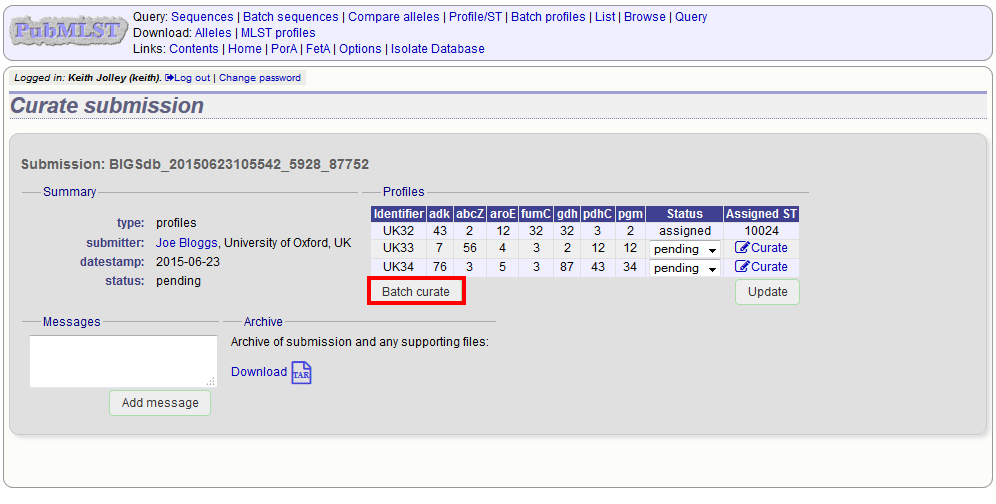 PubMLST
Query: Sequences | Batch sequences | Compare alleles | Profile/ST | Batch profiles | List | Browse | Query
Download: Alleles | MLST profiles
Links: Contents | Home | PorA | FetA | Options | Isolate Database
Logged in: Keith Jolley (keith). Log out | Change password
Curate submission
Submission: BIGSdb_20150623105542_5928_87752
Summary
type: profiles
submitter: Joe Bloggs, University of Oxford, UK
datestamp: 2015-06-23
status: pending
Profiles
Identifier adk abcZ aroE fumC gdh pdhC pgm Status Assigned ST
UK32 43 2 12 32 32 3 2 assigned 10024
UK33 7 56 4 3 2 12 12 pending Curate
UK34 76 3 5 3 87 43 34 pending Curate
Batch curate Update
Messages
Add message
Archive
Archive of submission and any supporting files:
Download TAR